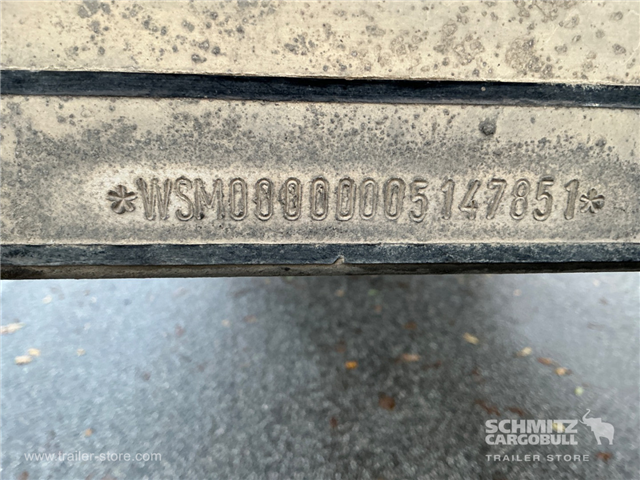 *WSM00000005147851*
SCHMITZ
CARGOBULL
TRAILER STORE
www.trailer-store.com